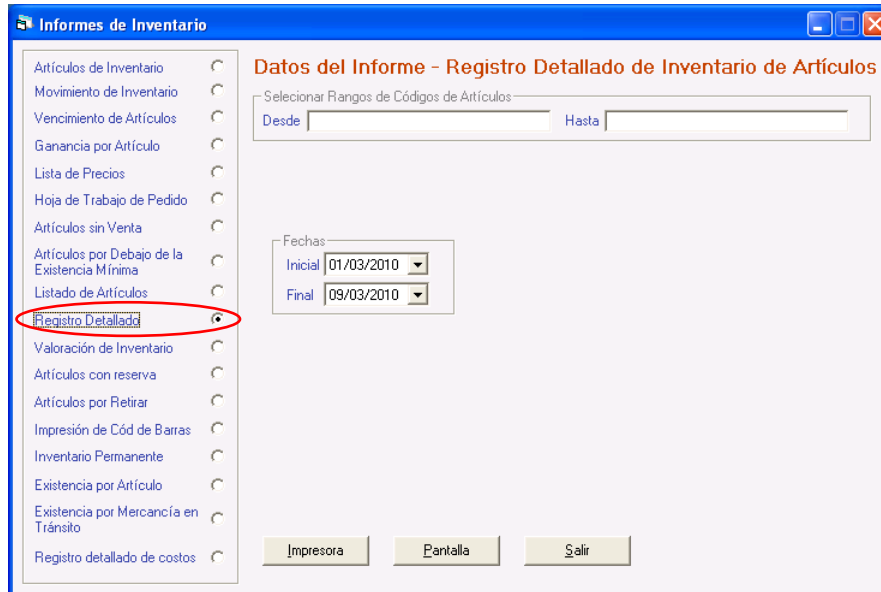 Informes de Inventario
Artículos de Inventario
Movimiento de Inventario
Vencimiento de Artículos
Ganancia por Artículo
Lista de Precios
Hoja de Trabajo de Pedido
Artículos sin Venta
Artículos por Debajo de la
Existencia Mínima
Listado de Artículos
Registro Detallado
Valoración de Inventario
Artículos con reserva
Artículos por Retirar
Impresión de Cód de Barras
Inventario Permanente
Existencia por Artículo
Existencia por Mercancía en
Tránsito
Registro detallado de costos
Datos del Informe - Registro Detallado de Inventario de Artículos
Selecionar Rangos de Códigos de Artículos
Desde Hasta
Fechas
Inicial 01/03/2010
Final 09/03/2010
Impresora Pantalla Salir